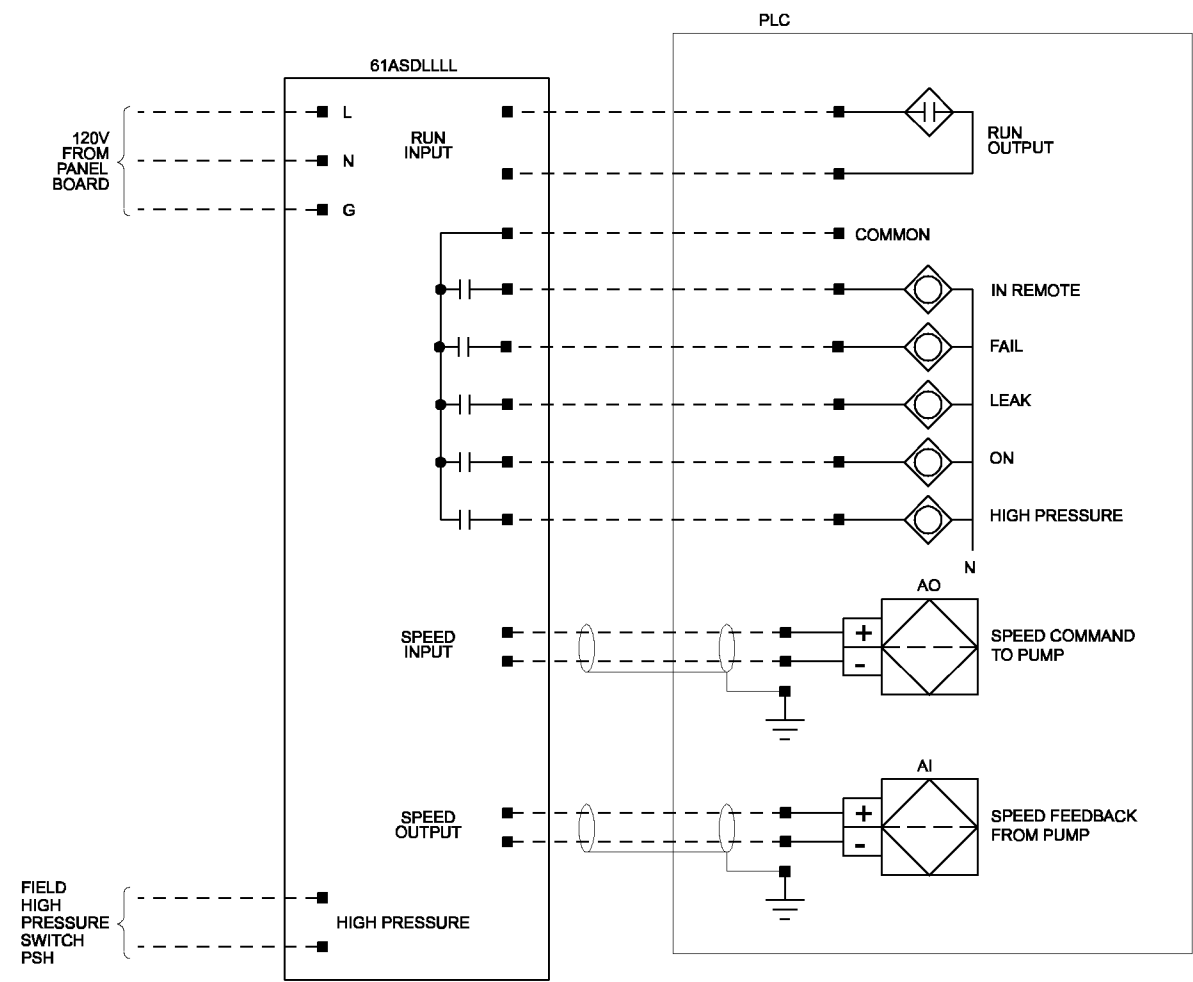 PLC
61ASDLLLL
120V
FROM
PANEL
BOARD
L
N
G
RUN
INPUT
RUN
OUTPUT
COMMON
IN REMOTE
FAIL
LEAK
ON
HIGH PRESSURE
N
AO
SPEED
INPUT
+
-
SPEED COMMAND
TO PUMP
AI
SPEED
OUTPUT
+
-
SPEED FEEDBACK
FROM PUMP
FIELD
HIGH
PRESSURE
SWITCH
PSH
HIGH PRESSURE